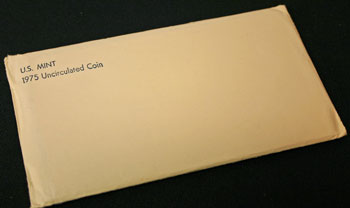 U.S. MINT
1975 Uncirculated Coin